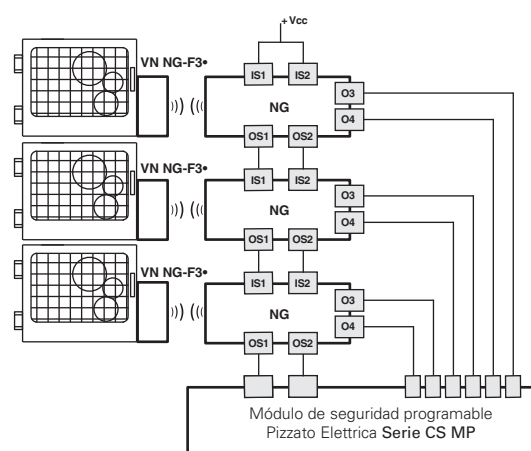 + Vcc
VN NG-F3•
IS1 IS2
NG
O3
O4
OS1 OS2
VN NG-F3•
IS1 IS2
NG
O3
O4
OS1 OS2
VN NG-F3•
IS1 IS2
NG
O3
O4
OS1 OS2
Módulo de seguridad programable
Pizzato Elettrica Serie CS MP